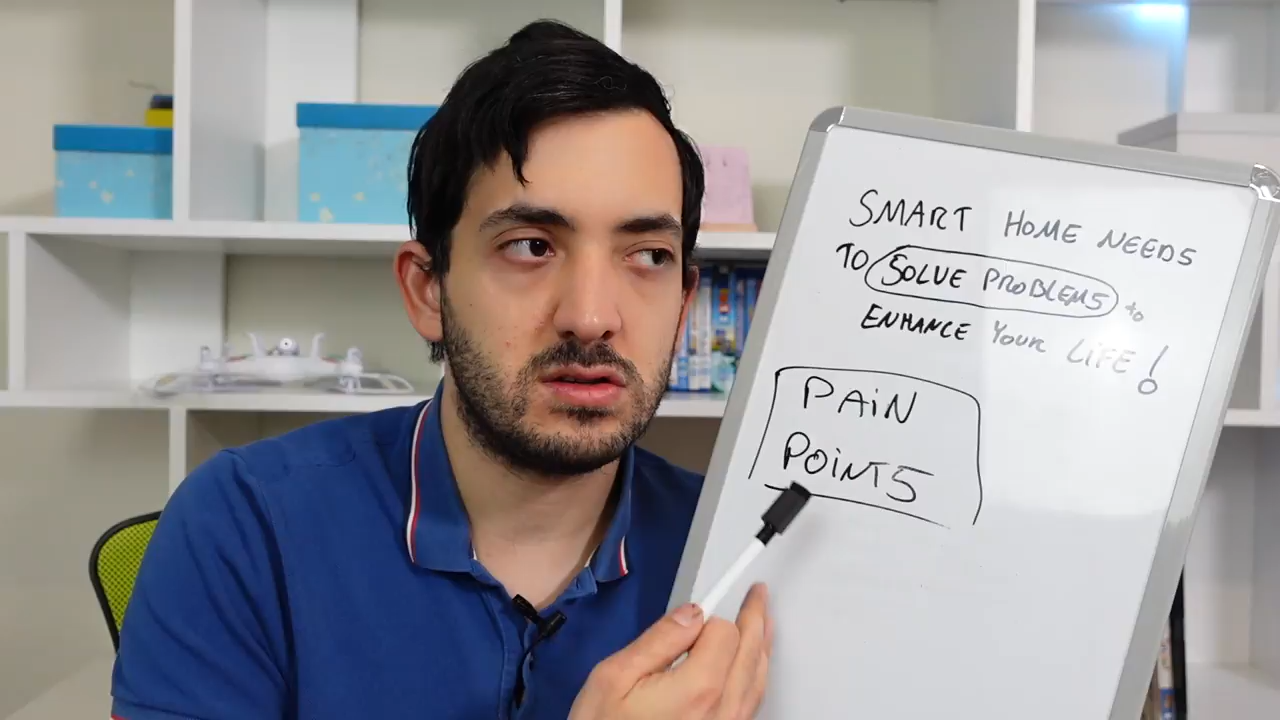 SMART HOME NEEDS
TO SOLVE PROBLEMS to
ENHANCE YOUR LiFE!
PAiN
POiNTS